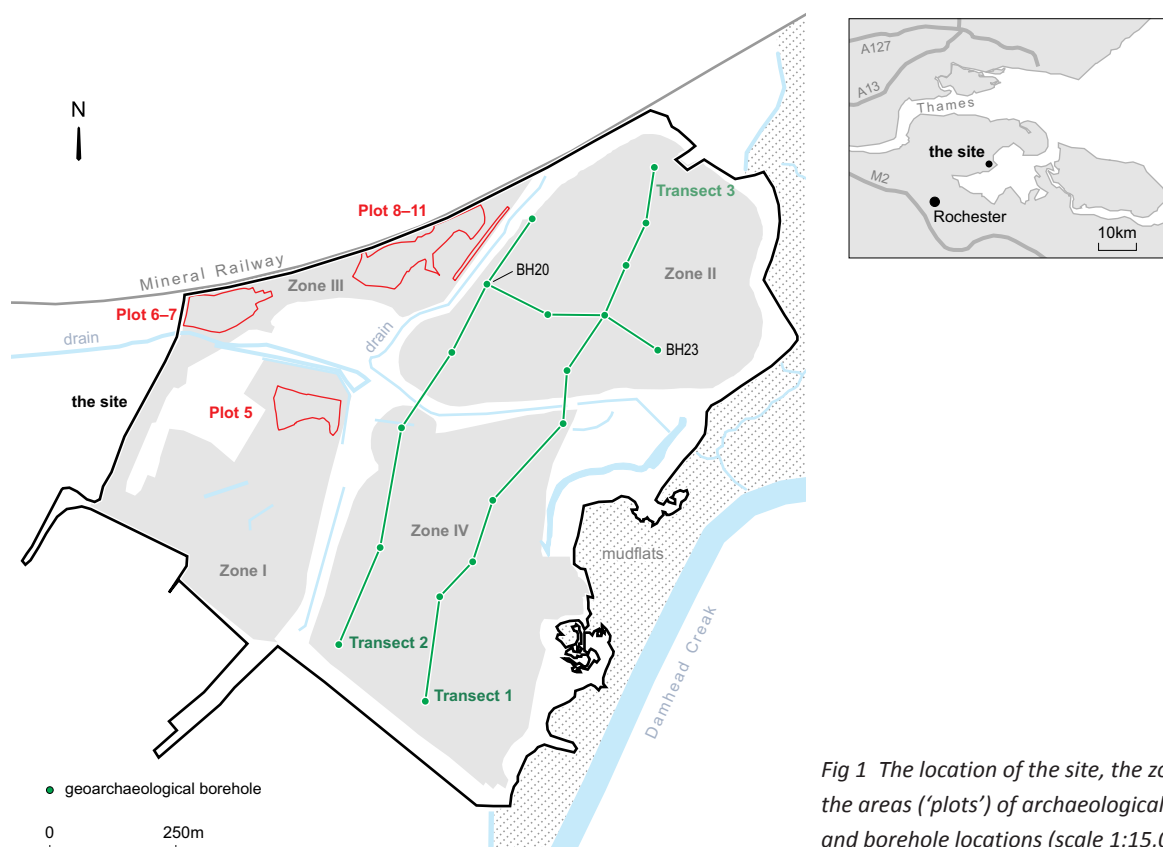 N
Plot 8–11
Mineral Railway
Zone III
Plot 6–7
drain
drain
BH20
Transect 3
Zone II
BH23
the site
Plot 5
Zone IV
Zone I
mudflats
Transect 2
Transect 1
Damhead Creak
geoarchaeological borehole
0 250m
A127
A13
Thames
the site
M2
Rochester
10km
Fig 1 The location of the site, the zo
the areas (‘plots’) of archaeological
and borehole locations (scale 1:15,0